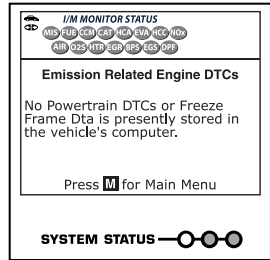 I/M MONITOR STATUS
MIS FUE CCM CAT HCA EVA HCC NOx
AIR O2S HTR EGR BPS EGS DPF
Emission Related Engine DTCs
No Powertrain DTCs or Freeze
Frame Dta is presently stored in
the vehicle's computer.
Press M for Main Menu
SYSTEM STATUS